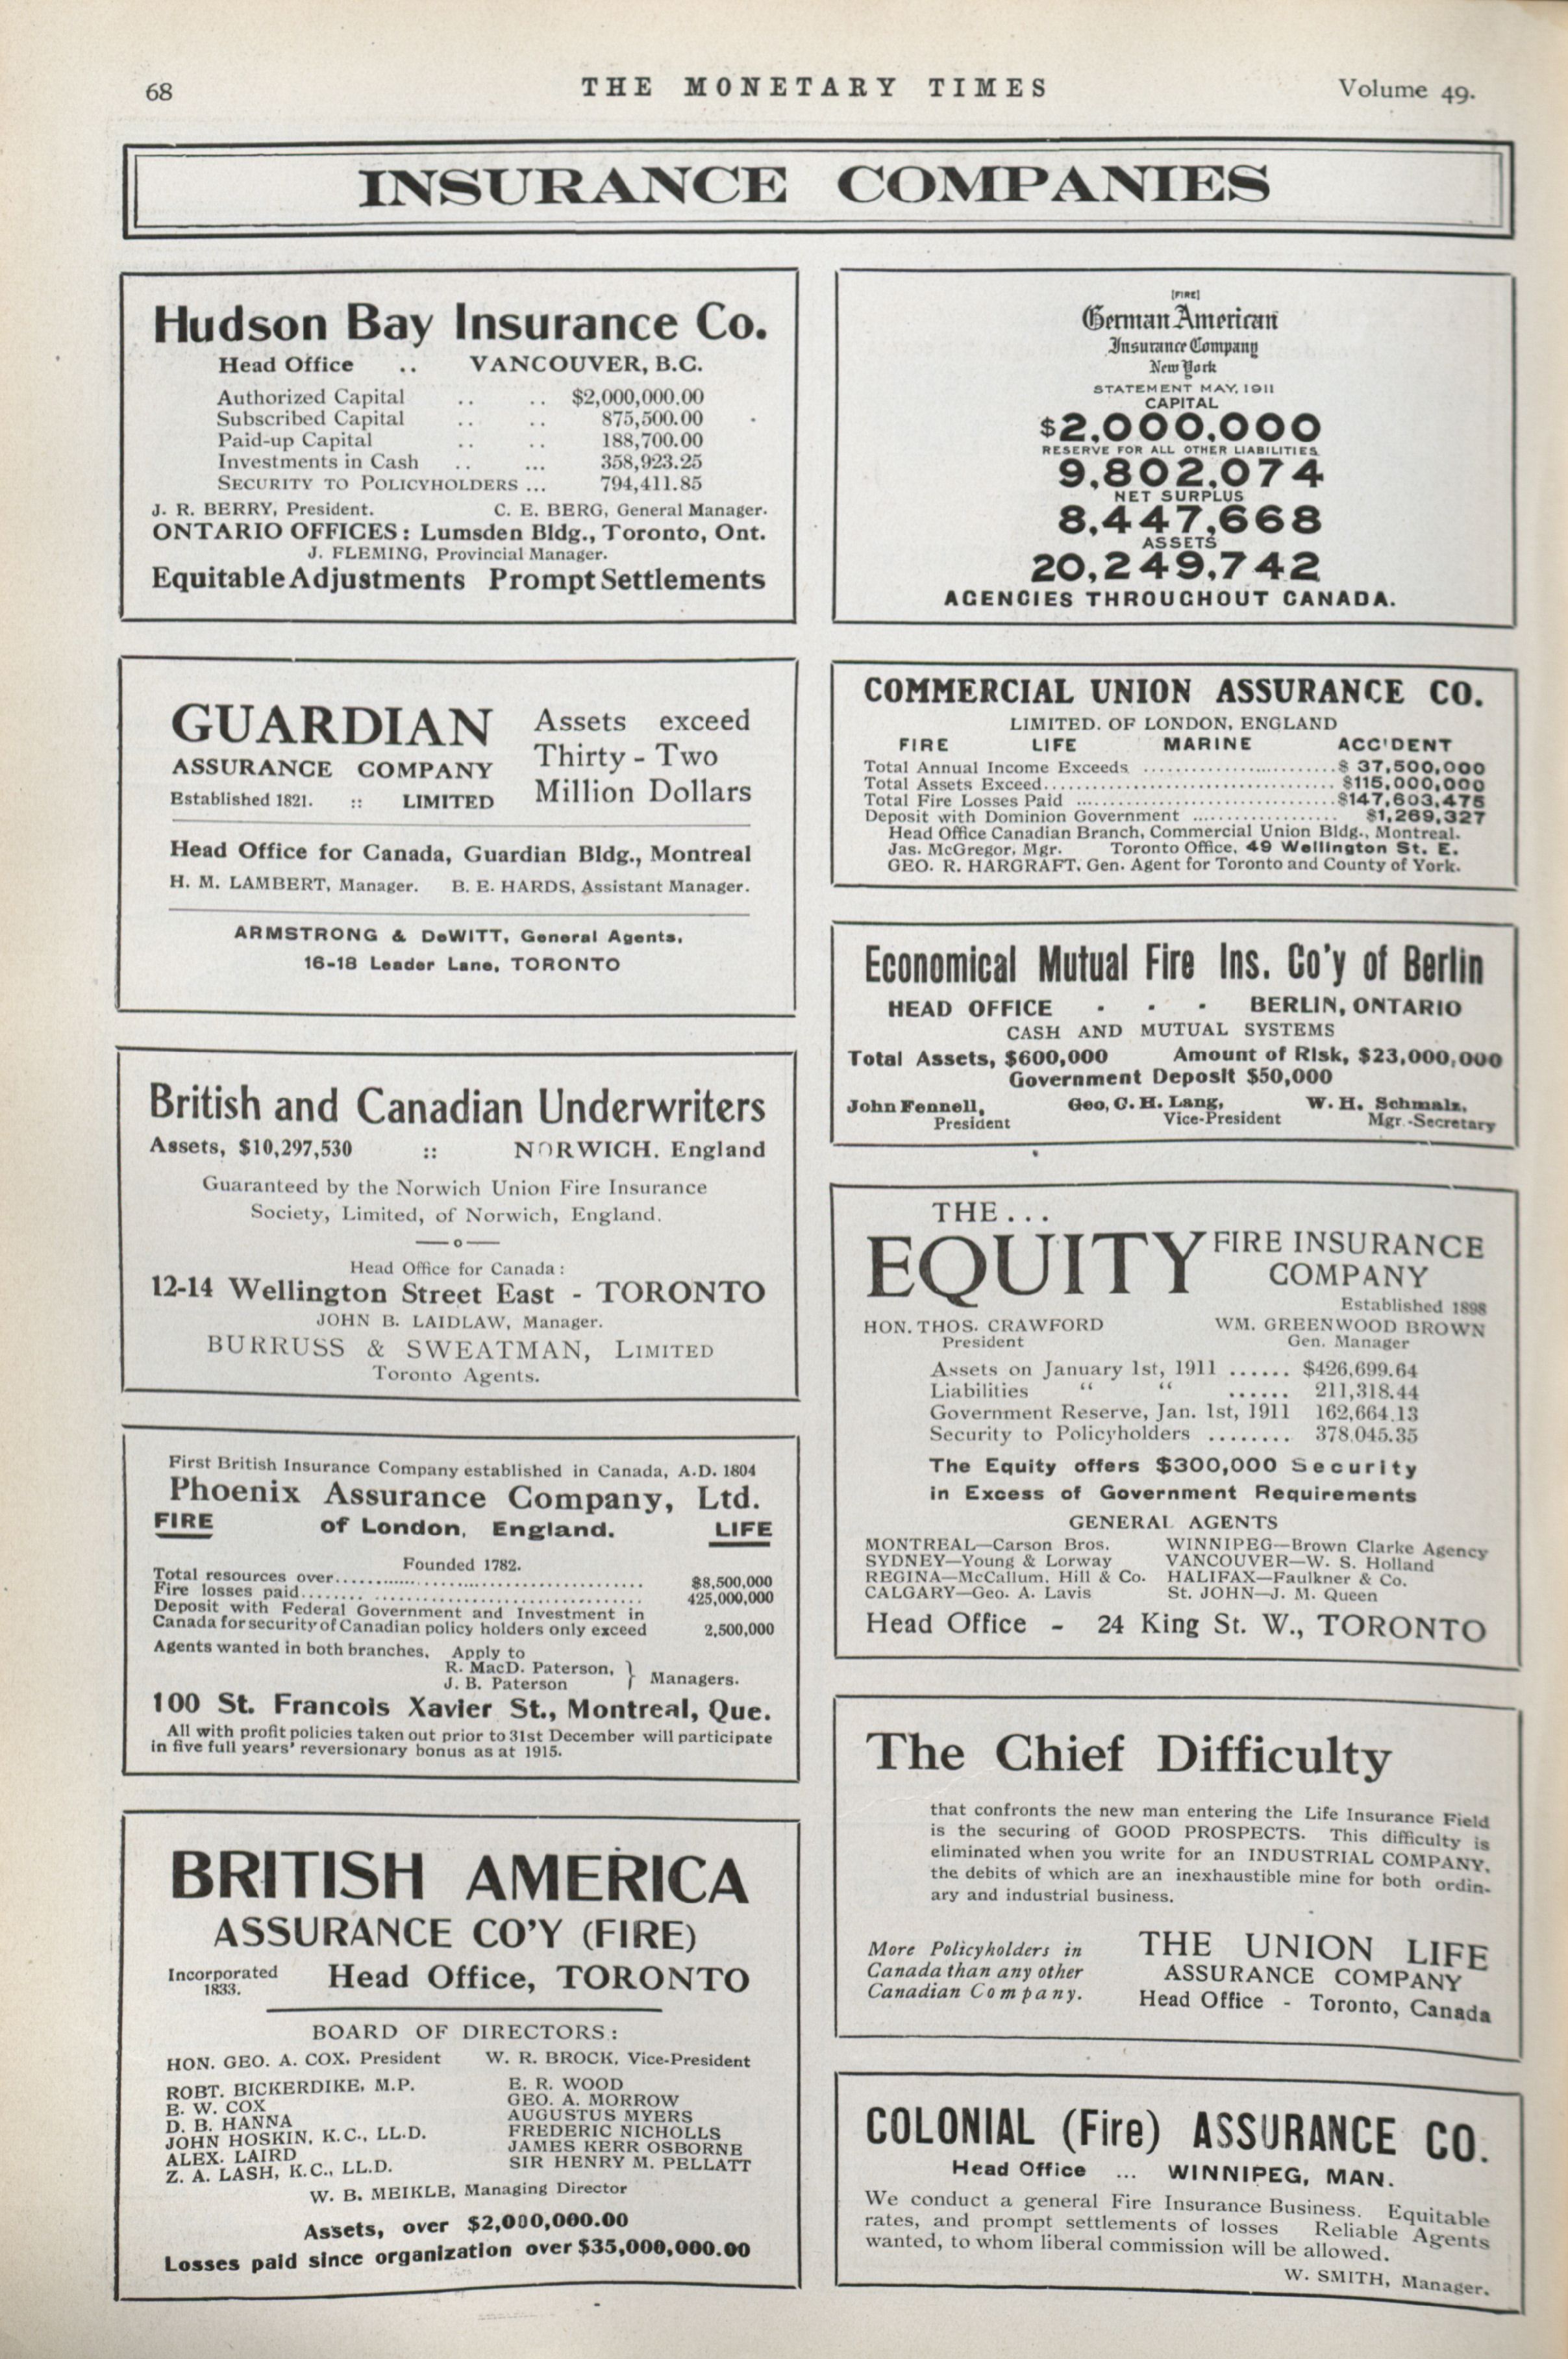 68
THE MONETARY TIMES
Volume 49.
INSURANCE COMPANIES
Hudson Bay Insurance Co.
Head Office .. VANCOUVER, B.C.
Authorized Capital .. .. $2,000,000.00
Subscribed Capital .. .. 875,500.00
Paid-up Capital .. .. 188,700.00
Investments in Cash .. ... 358,923.25
SECURITY TO POLICYHOLDERS ... 794,411.85
J. R. BERRY, President. C. E. BERG, General Manager.
ONTARIO OFFICES: Lumsden Bldg., Toronto, Ont.
J. FLEMING, Provincial Manager.
Equitable Adjustments Prompt Settlements
GUARDIAN
ASSURANCE COMPANY
Established 1821. :: LIMITED
Assets exceed
Thirty - Two
Million Dollars
Head Office for Canada, Guardian Bldg., Montreal
H. M. LAMBERT, Manager. B. E. HARDS, Assistant Manager.
ARMSTRONG & DeWITT, General Agents,
16-18 Leader Lane, TORONTO
British and Canadian Underwriters
Assets, $10,297,530 :: NORWICH, England
Guaranteed by the Norwich Union Fire Insurance
Society, Limited, of Norwich, England.
—o—
Head Office for Canada:
12-14 Wellington Street East - TORONTO
JOHN B. LAIDLAW, Manager.
BURRUSS & SWEATMAN, LIMITED
Toronto Agents.
First British Insurance Company established in Canada, A.D. 1804
Phoenix Assurance Company, Ltd.
FIRE of London, England. LIFE
Founded 1782.
Total resources over.......... $8,500,000
Fire losses paid.......... 425,000,000
Deposit with Federal Government and Investment in
Canada for security of Canadian policy holders only exceed 2,500,000
Agents wanted in both branches. Apply to
R. MacD. Paterson,
J. B. Paterson } Managers.
100 St. Francois Xavier St., Montreal, Que.
All with profit policies taken out prior to 31st December will participate
in five full years' reversionary bonus as at 1915.
BRITISH AMERICA
ASSURANCE CO'Y (FIRE)
Incorporated
1833.
Head Office, TORONTO
BOARD OF DIRECTORS:
HON. GEO. A. COX, President W. R. BROCK, Vice-President
ROBT. BICKERDIKE, M.P.
E. W. COX
D. B. HANNA
JOHN HOSKIN, K.C., LL.D.
ALEX. LAIRD
Z. A. LASH, K.C., LL.D.
E. R. WOOD
GEO. A. MORROW
AUGUSTUS MYERS
FREDERIC NICHOLLS
JAMES KERR OSBORNE
SIR HENRY M. PELLATT
W. B. MEIKLE, Managing Director
Assets, over $2,000,000.00
Losses paid since organization over $35,000,000.00
[FIRE]
German American
Insurance Company
New York
STATEMENT MAY, 1911
CAPITAL
$2,000,000
RESERVE FOR ALL OTHER LIABILITIES
9,802,074
NET SURPLUS
8,447,668
ASSETS
20,249,742
AGENCIES THROUGHOUT CANADA.
COMMERCIAL UNION ASSURANCE CO.
LIMITED. OF LONDON, ENGLAND
FIRE LIFE MARINE ACCIDENT
Total Annual Income Exceeds .......... $ 37,500,000
Total Assets Exceed.......... $115,000,000
Total Fire Losses Paid .......... $147,603,475
Deposit with Dominion Government .......... $1,269,327
Head Office Canadian Branch, Commercial Union Bldg., Montreal.
Jas. McGregor, Mgr. Toronto Office, 49 Wellington St. E.
GEO. R. HARGRAFT, Gen. Agent for Toronto and County of York.
Economical Mutual Fire Ins. Co'y of Berlin
HEAD OFFICE - - - BERLIN, ONTARIO
CASH AND MUTUAL SYSTEMS
Total Assets, $600,000 Amount of Risk, $23,000,000
Government Deposit $50,000
John Fennell, Geo. C. H. Lang, W. H. Schmalz,
President Vice-President Mgr.-Secretary
THE...
EQUITY FIRE INSURANCE
COMPANY
Established 1898
HON. THOS. CRAWFORD WM. GREENWOOD BROWN
President Gen. Manager
Assets on January 1st, 1911 ...... $426,699.64
Liabilities “ “ ...... 211,318.44
Government Reserve, Jan. 1st, 1911 162,664.13
Security to Policyholders ........ 378,045.35
The Equity offers $300,000 Security
in Excess of Government Requirements
GENERAL AGENTS
MONTREAL—Carson Bros. WINNIPEG—Brown Clarke Agency
SYDNEY—Young & Lorway VANCOUVER—W. S. Holland
REGINA—McCallum, Hill & Co. HALIFAX—Faulkner & Co.
CALGARY—Geo. A. Lavis St. JOHN—J. M. Queen
Head Office - 24 King St. W., TORONTO
The Chief Difficulty
that confronts the new man entering the Life Insurance Field
is the securing of GOOD PROSPECTS. This difficulty is
eliminated when you write for an INDUSTRIAL COMPANY,
the debits of which are an inexhaustible mine for both ordin-
ary and industrial business.
More Policyholders in
Canada than any other
Canadian Company.
THE UNION LIFE
ASSURANCE COMPANY
Head Office - Toronto, Canada
COLONIAL (Fire) ASSURANCE CO.
Head Office ... WINNIPEG, MAN.
We conduct a general Fire Insurance Business. Equitable
rates, and prompt settlements of losses Reliable Agents
wanted, to whom liberal commission will be allowed.
W. SMITH, Manager.